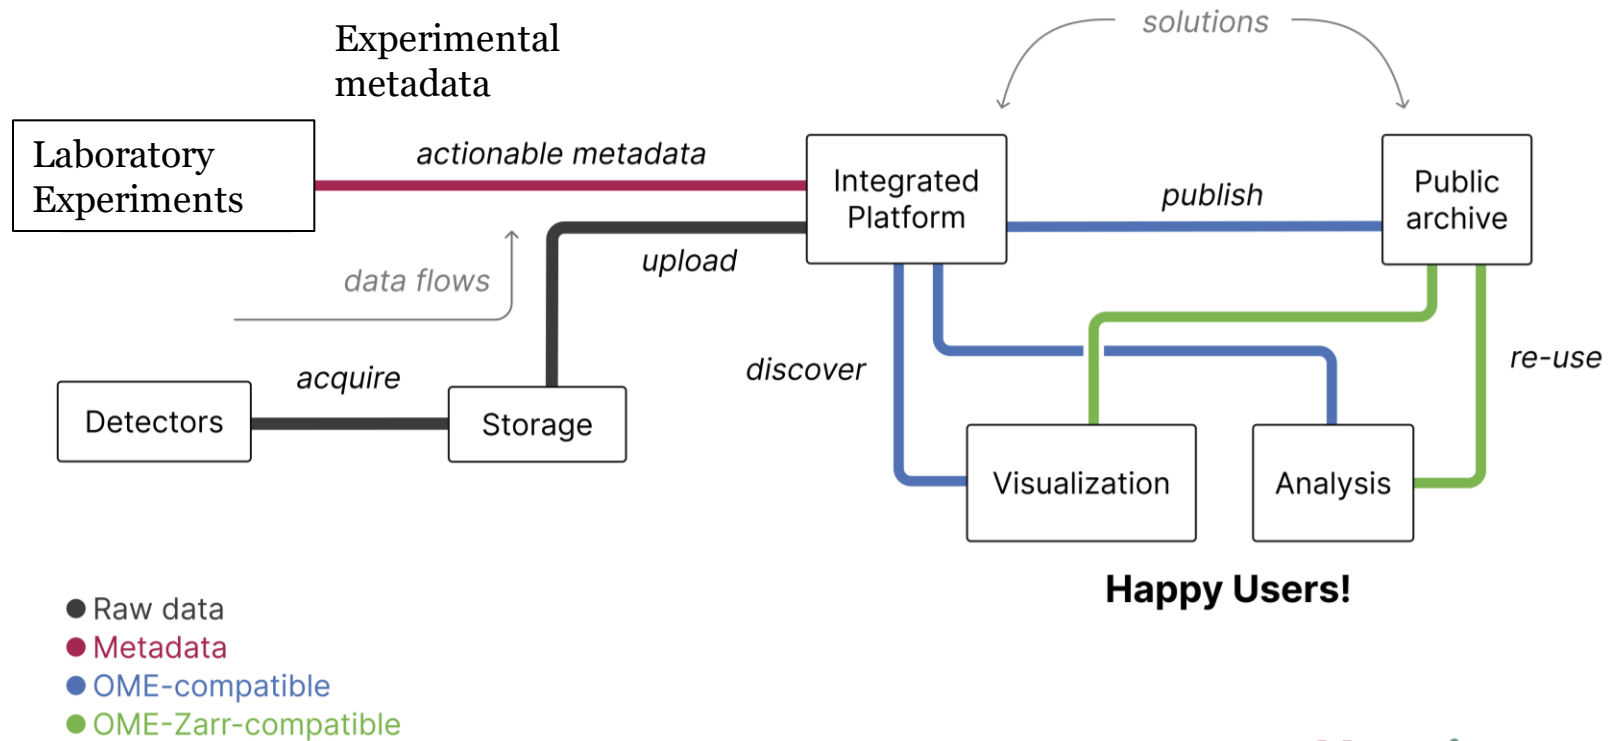 solutions
Experimental
metadata
Laboratory
Experiments
actionable metadata
Integrated
Platform
publish
Public
archive
upload
data flows
discover
re-use
acquire
Detectors
Storage
Visualization
Analysis
Happy Users!
Raw data
Metadata
OME-compatible
OME-Zarr-compatible